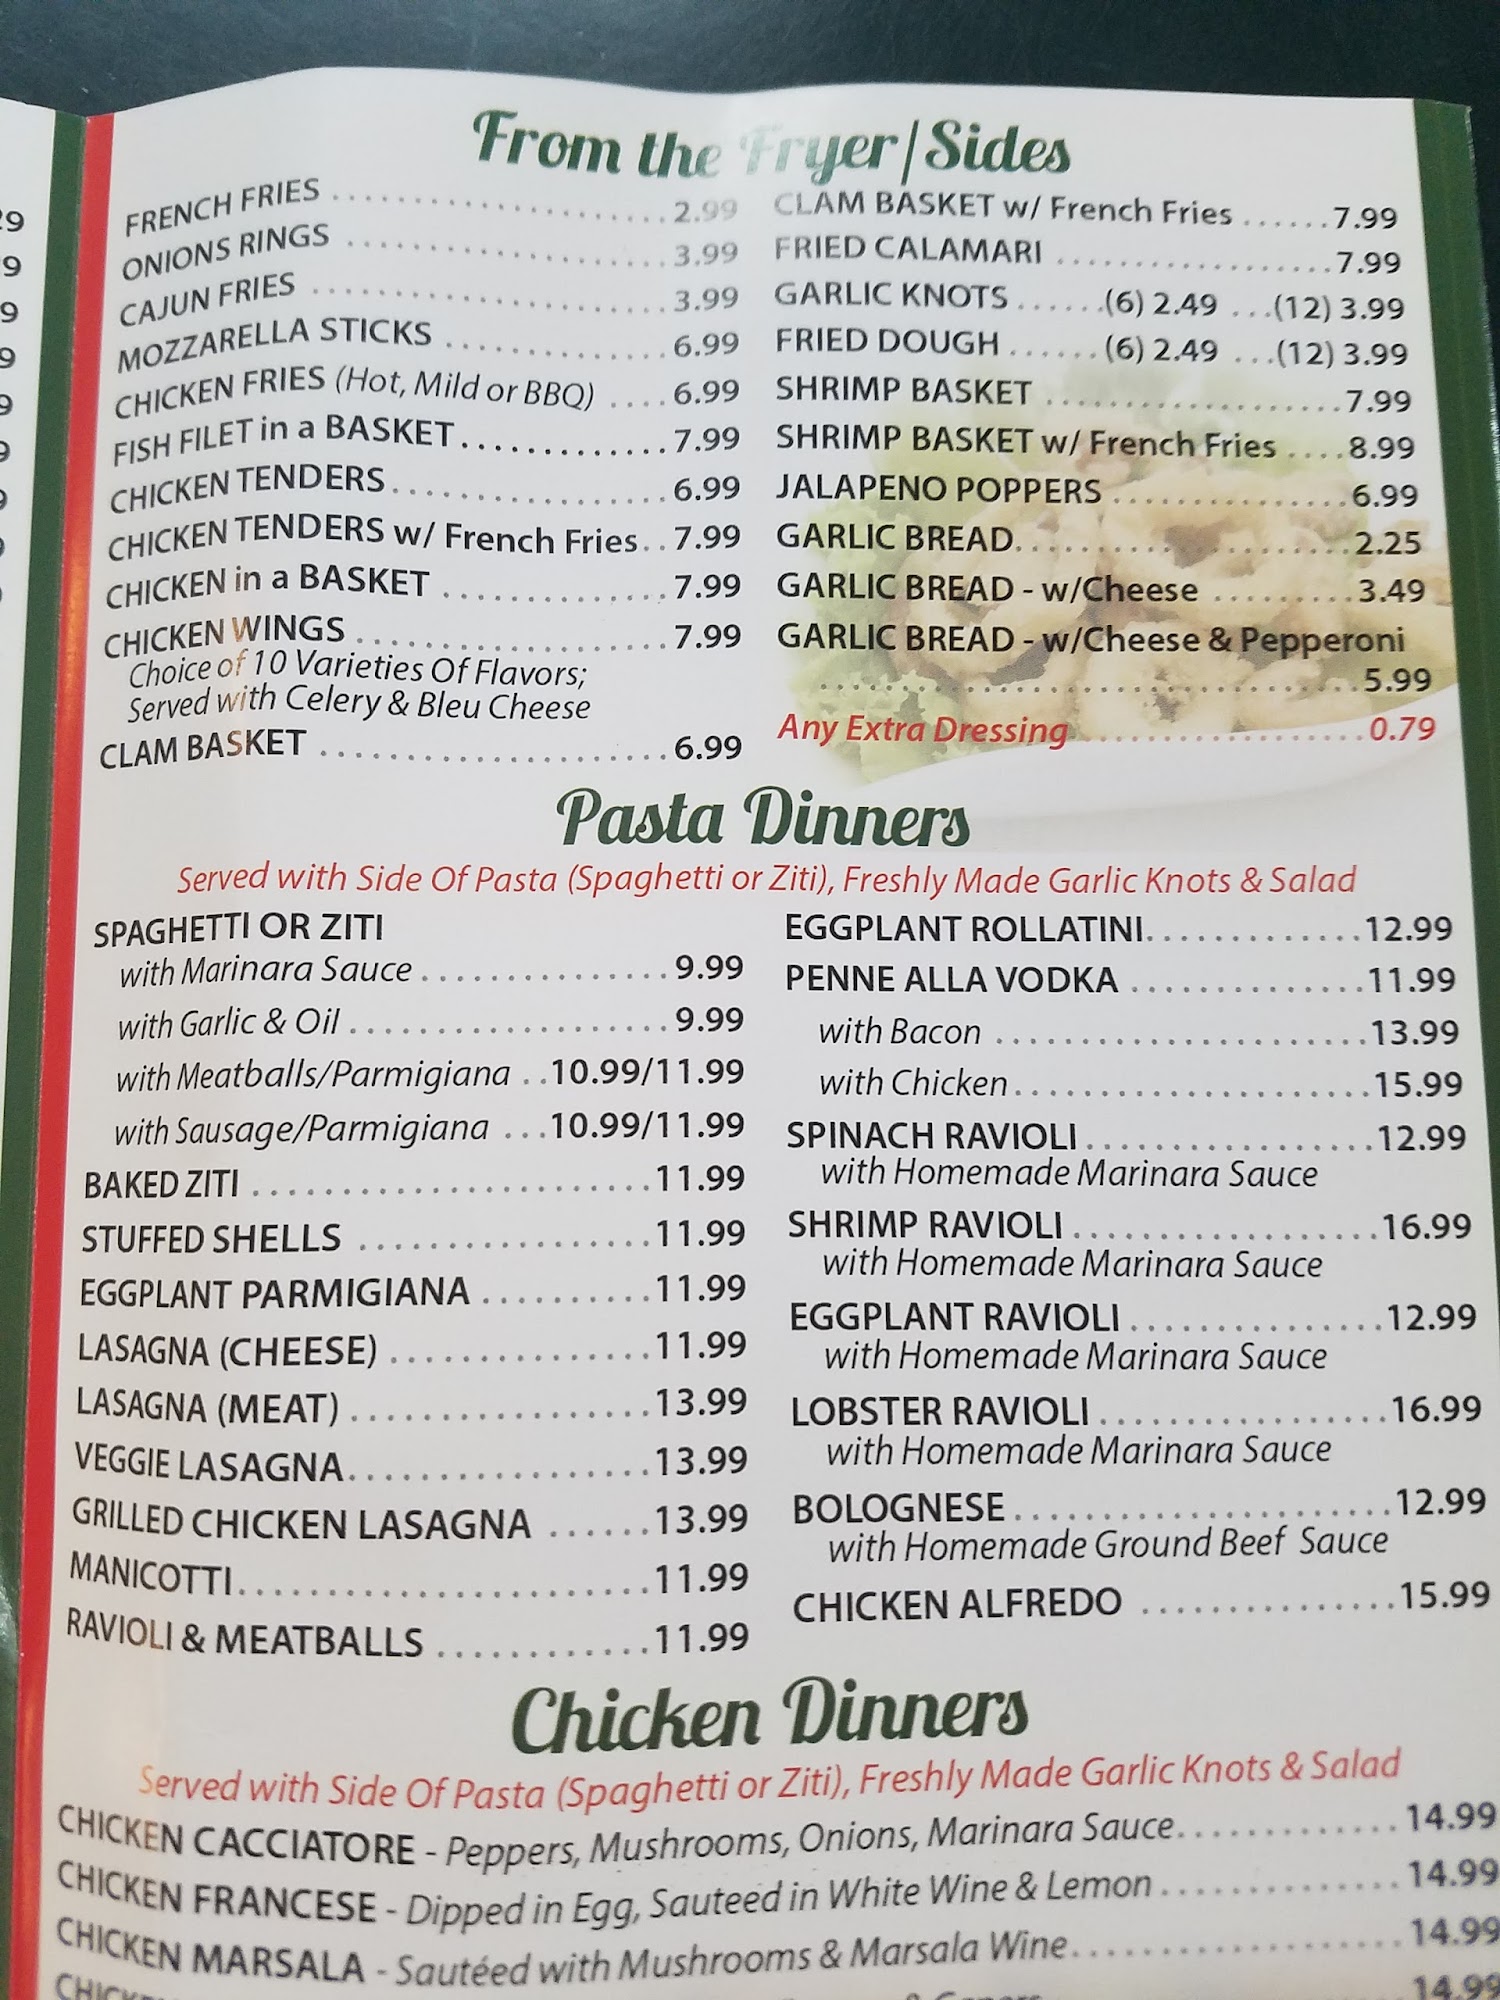 From the Fryer/Sides
FRENCH FRIES 2.99
ONIONS RINGS 3.99
CAJUN FRIES 3.99
MOZZARELLA STICKS 6.99
CHICKEN FRIES (Hot, Mild or BBQ) 6.99
FISH FILET in a BASKET 7.99
CHICKEN TENDERS 6.99
CHICKEN TENDERS w/ French Fries 7.99
CHICKEN in a BASKET 7.99
CHICKEN WINGS 7.99
Choice of 10 Varieties Of Flavors;
Served with Celery & Bleu Cheese
CLAM BASKET 6.99
CLAM BASKET w/ French Fries 7.99
FRIED CALAMARI 7.99
GARLIC KNOTS (6) 2.49 (12) 3.99
FRIED DOUGH (6) 2.49 (12) 3.99
SHRIMP BASKET 7.99
SHRIMP BASKET w/ French Fries 8.99
JALAPENO POPPERS 6.99
GARLIC BREAD 2.25
GARLIC BREAD - w/Cheese 3.49
GARLIC BREAD - w/Cheese & Pepperoni
5.99
Any Extra Dressing 0.79
Pasta Dinners
Served with Side Of Pasta (Spaghetti or Ziti), Freshly Made Garlic Knots & Salad
SPAGHETTI OR ZITI
with Marinara Sauce 9.99
with Garlic & Oil 9.99
with Meatballs/Parmigiana 10.99/11.99
with Sausage/Parmigiana 10.99/11.99
BAKED ZITI 11.99
STUFFED SHELLS 11.99
EGGPLANT PARMIGIANA 11.99
LASAGNA (CHEESE) 11.99
LASAGNA (MEAT) 13.99
VEGGIE LASAGNA 13.99
GRILLED CHICKEN LASAGNA 13.99
MANICOTTI 11.99
RAVIOLI & MEATBALLS 11.99
EGGPLANT ROLLATINI 12.99
PENNE ALLA VODKA 11.99
with Bacon 13.99
with Chicken 15.99
SPINACH RAVIOLI 12.99
with Homemade Marinara Sauce
SHRIMP RAVIOLI 16.99
with Homemade Marinara Sauce
EGGPLANT RAVIOLI 12.99
with Homemade Marinara Sauce
LOBSTER RAVIOLI 16.99
with Homemade Marinara Sauce
BOLOGNESE 12.99
with Homemade Ground Beef Sauce
CHICKEN ALFREDO 15.99
Chicken Dinners
Served with Side Of Pasta (Spaghetti or Ziti), Freshly Made Garlic Knots & Salad
CHICKEN CACCIATORE - Peppers, Mushrooms, Onions, Marinara Sauce 14.99
CHICKEN FRANCESE - Dipped in Egg, Sauteed in White Wine & Lemon 14.99
CHICKEN MARSALA - Sautéed with Mushrooms & Marsala Wine 14.99
14.99